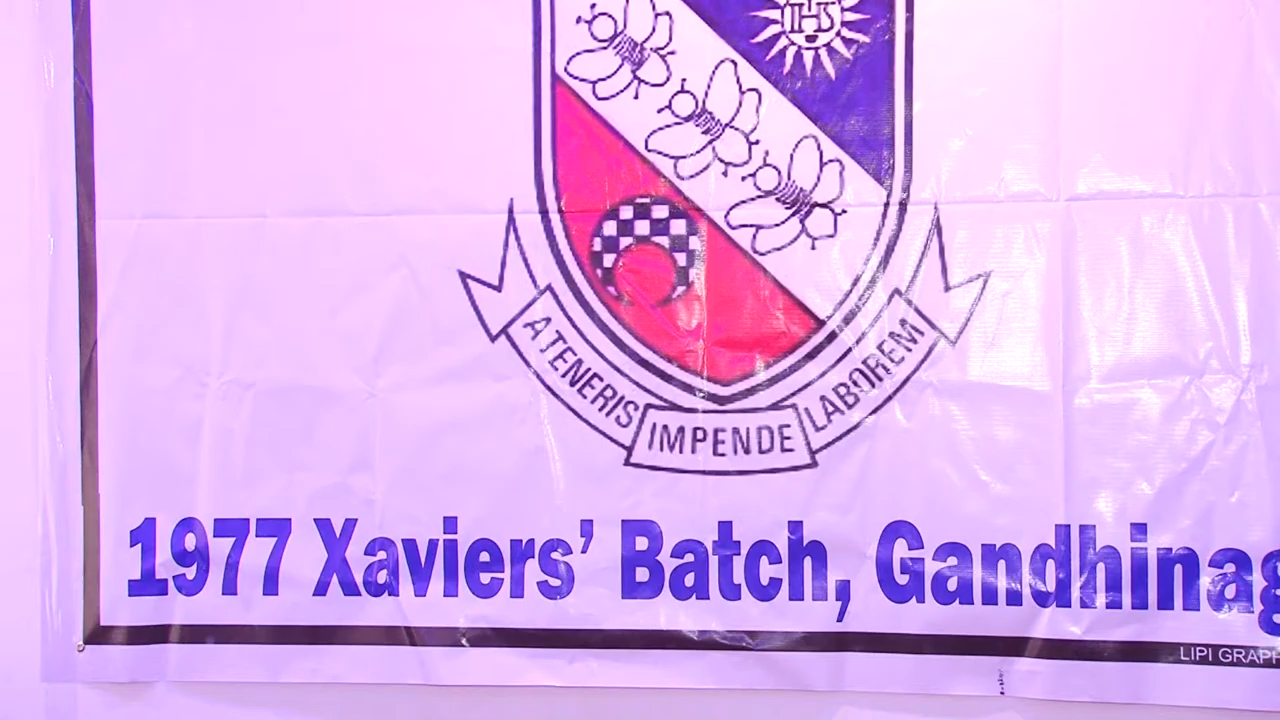 IHS
A TENERIS IMPENDE LABOREM
1977 Xaviers’ Batch, Gandhinag
LIPI GRAPH